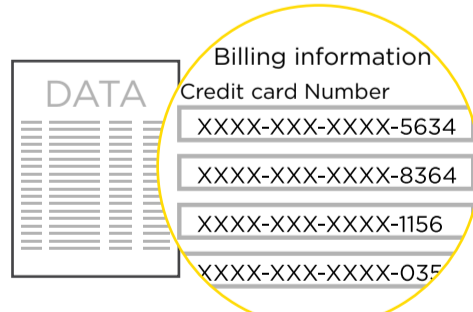 DATA
Billing information
Credit card Number
XXXX-XXX-XXXX-5634
XXXX-XXX-XXXX-8364
XXXX-XXX-XXXX-1156
XXXX-XXX-XXXX-035